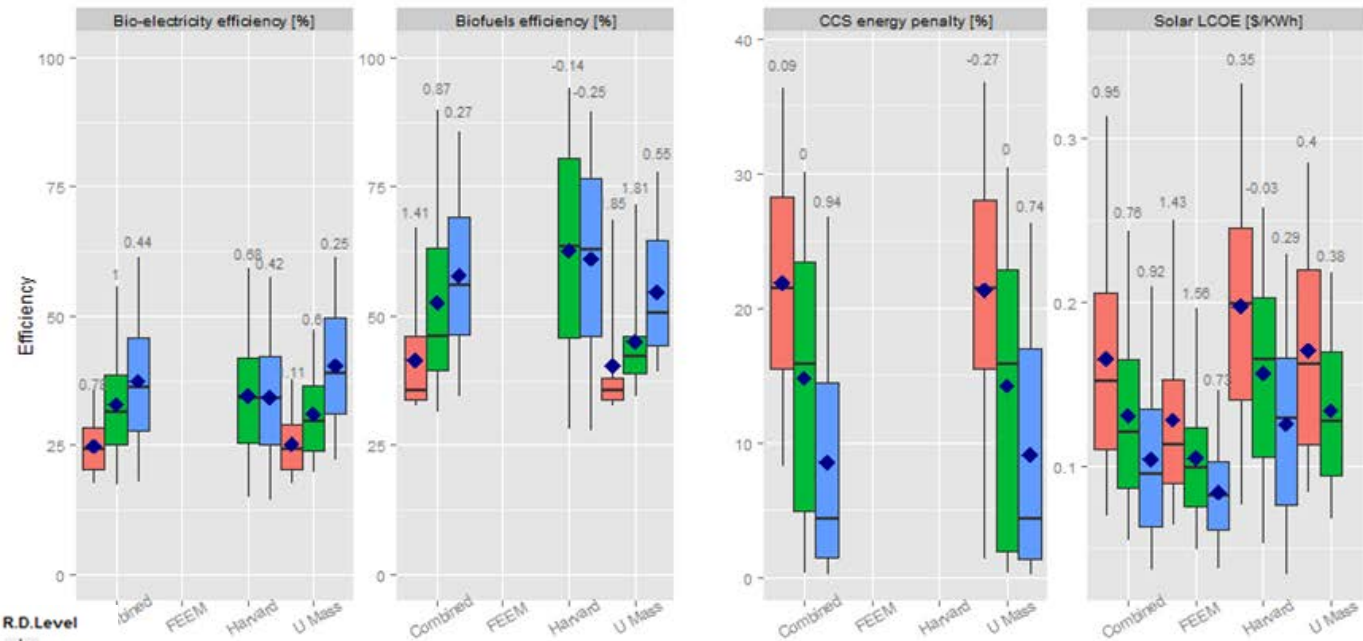 Bio-electricity efficiency [%]
Biofuels efficiency [%]
CCS energy penalty [%]
Solar LCOE [$/KWh]
Efficiency
100
75
50
25
0
0.78
1
0.44
0.68
0.42
.11
0.6
0.25
Combined
FEEM
Harvard
U Mass
100
75
50
25
0
1.41
0.87
0.27
-0.14
-0.25
.85
1.81
0.55
Combined
FEEM
Harvard
U Mass
40
30
20
10
0
0.09
0
0.94
-0.27
0
0.74
Combined
FEEM
Harvard
U Mass
0.3
0.2
0.1
0.95
0.76
0.92
1.43
1.56
0.73
0.35
-0.03
0.29
0.4
0.38
Combined
FEEM
Harvard
U Mass
R.D.Level